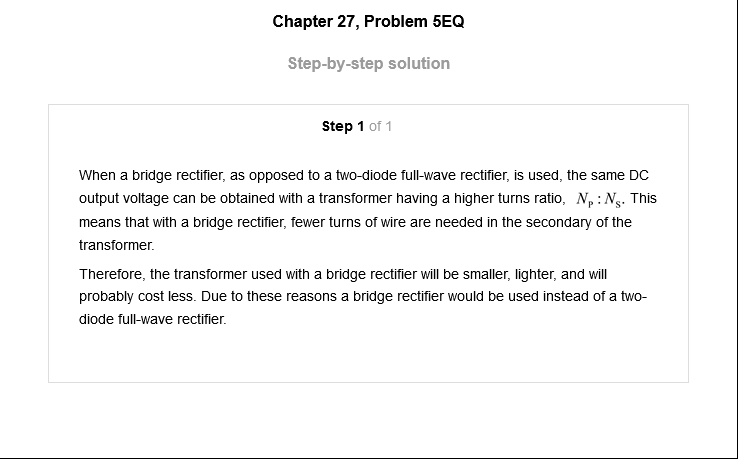 Chapter 27, Problem 5EQ
Step-by-step solution
Step 1 of 1
When a bridge rectifier, as opposed to a two-diode full-wave rectifier, is used, the same DC
output voltage can be obtained with a transformer having a higher turns ratio, N_P : N_S. This
means that with a bridge rectifier, fewer turns of wire are needed in the secondary of the
transformer.
Therefore, the transformer used with a bridge rectifier will be smaller, lighter, and will
probably cost less. Due to these reasons a bridge rectifier would be used instead of a two-
diode full-wave rectifier.